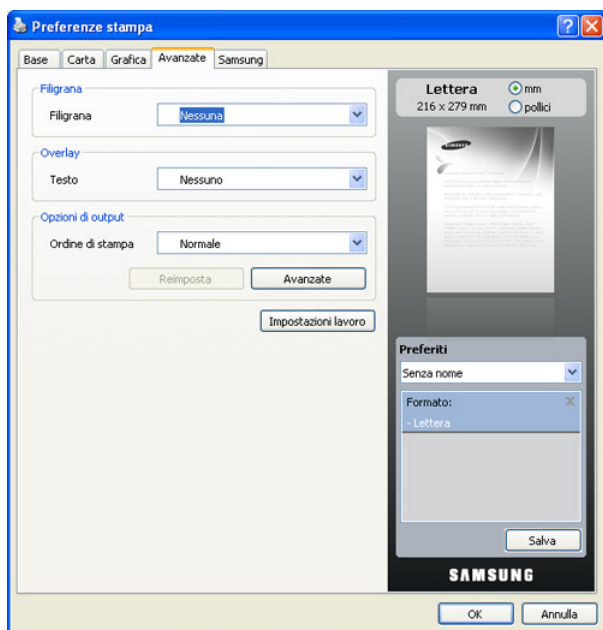 Preferenze stampa
Base Carta Grafica Avanzate Samsung
Filigrana
Filigrana Nessuna
Overlay
Testo Nessuno
Opzioni di output
Ordine di stampa Normale
Reimposta Avanzate
Impostazioni lavoro
Lettera
216 x 279 mm
mm
pollici
SAMSUNG
Preferiti
Senza nome
Formato:
- Lettera
Salva
SAMSUNG
OK Annulla